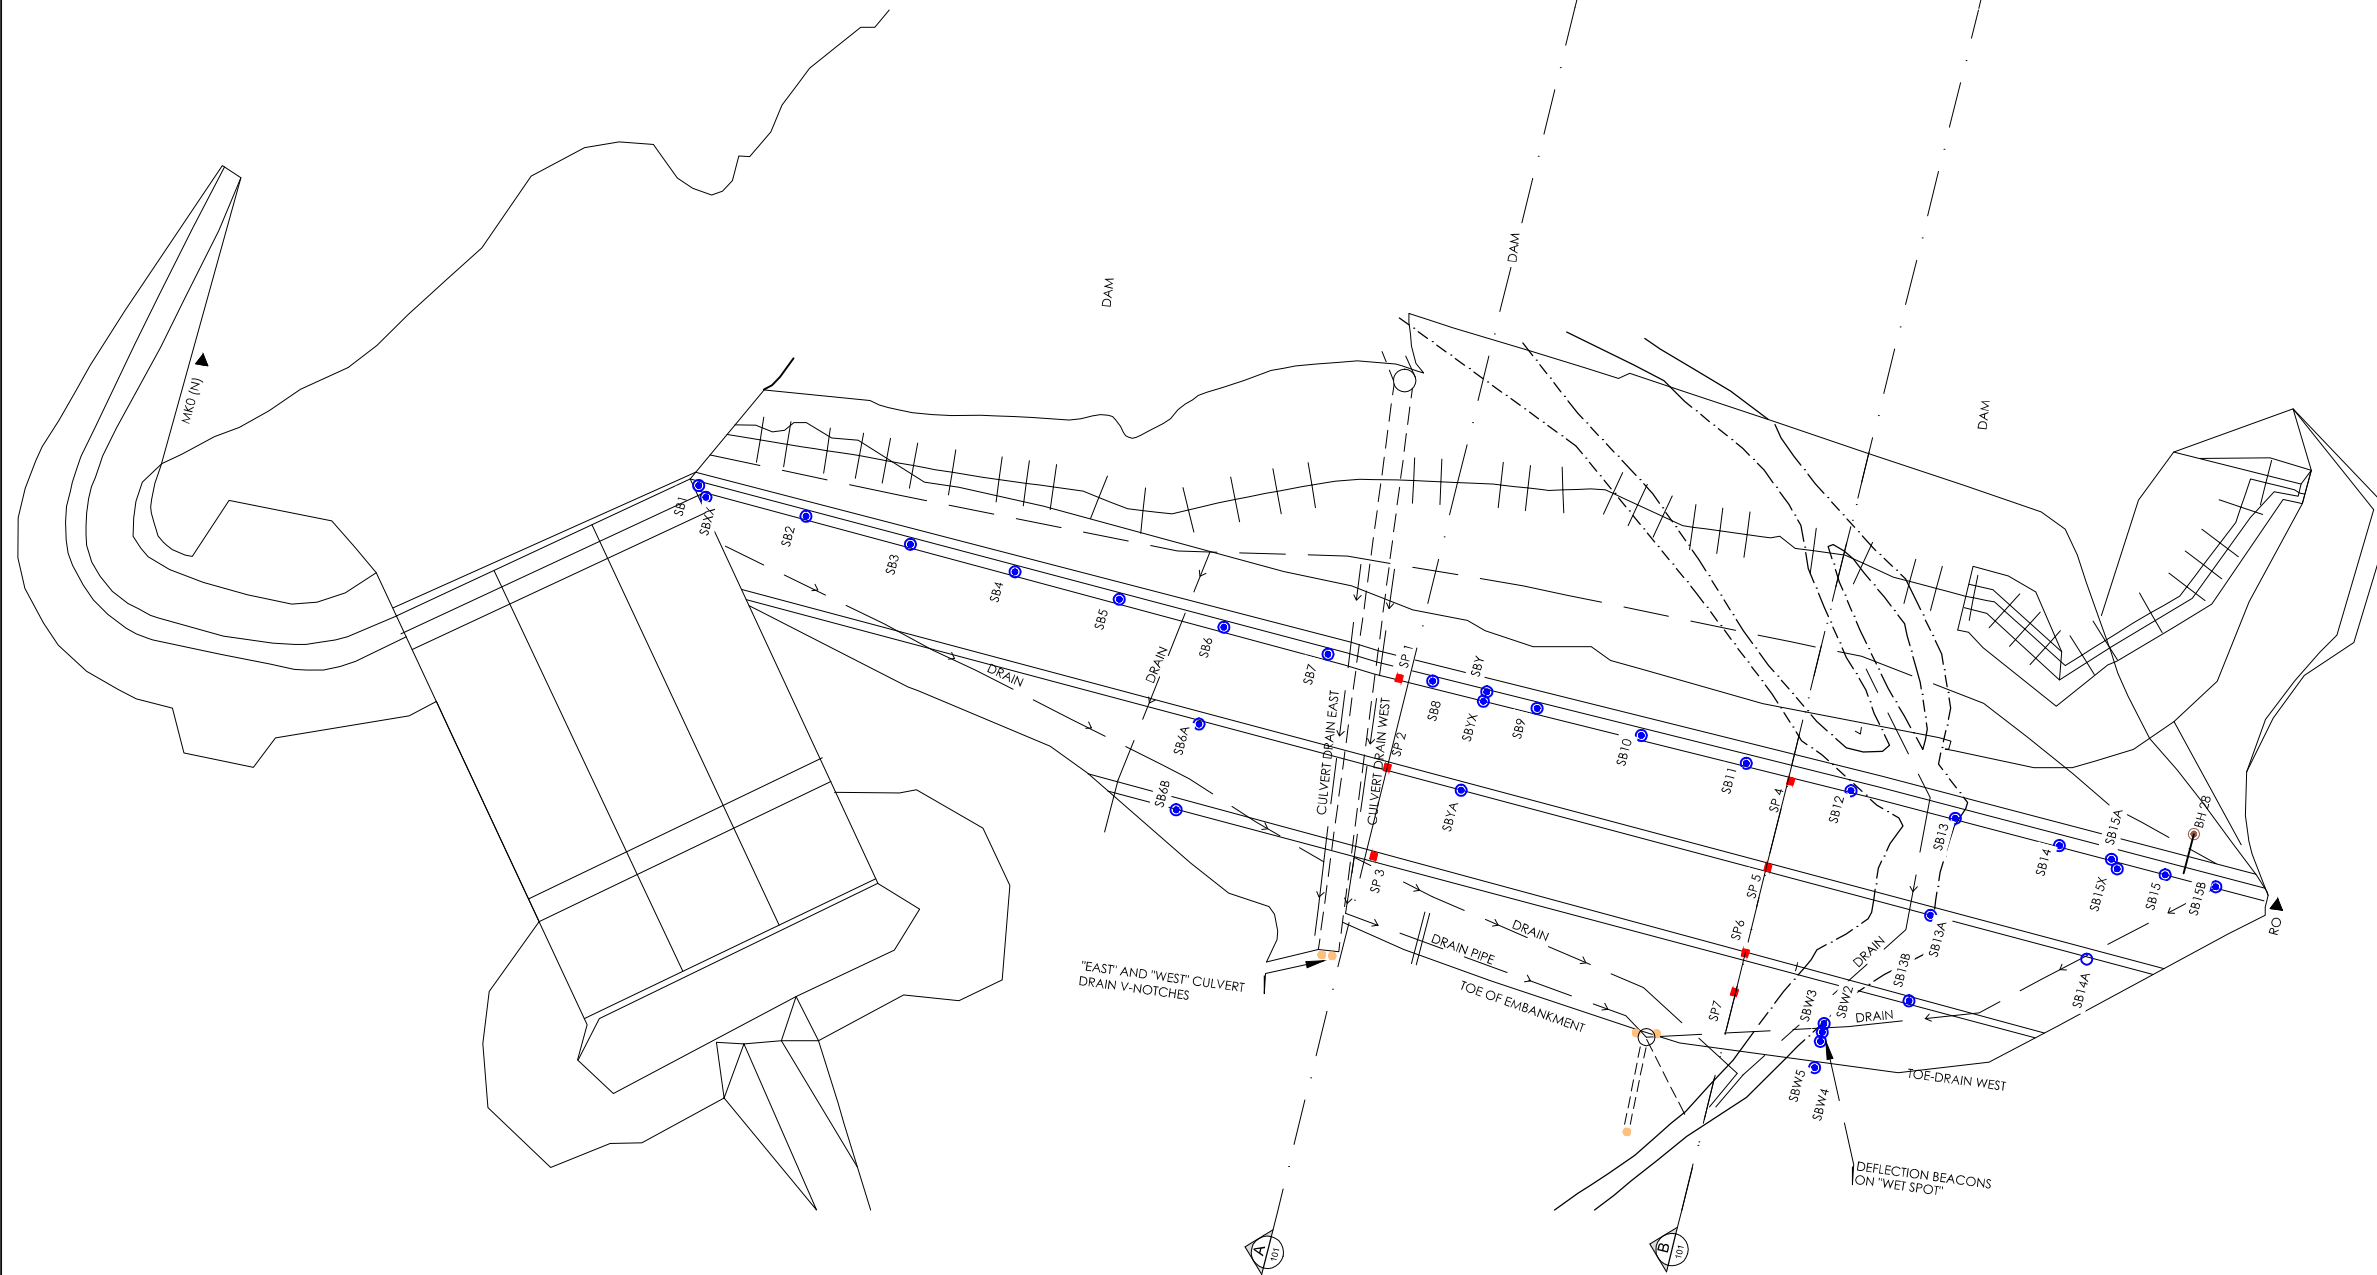 DAM
DAM
DAM
MK0 (N)
SB1
SBXX
SB2
SB3
SB4
SB5
SB6
SB7
SP 1
SB8
SBY
SBYX
SB9
SB10
SB11
SP 4
SB12
SB13
SB14
SB15A
SB15X
SB15
SB15B
BH 28
RO
DRAIN
DRAIN
SB6A
SB6B
CULVERT DRAIN EAST
CULVERT DRAIN WEST
SP 2
SBYA
SP 3
SP 5
SP6
SP7
SB13A
SB13B
SB14A
DRAIN
DRAIN PIPE
TOE OF EMBANKMENT
"EAST" AND "WEST" CULVERT
DRAIN V-NOTCHES
DRAIN
SBW3
SBW2
DRAIN
SBW5
SBW4
TOE-DRAIN WEST
DEFLECTION BEACONS
ON "WET SPOT"
A
101
B
101